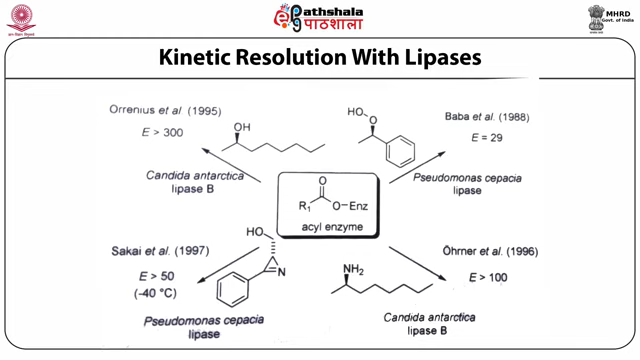 Pathshala
पाठशाला
MHRD
Govt. of India
Kinetic Resolution With Lipases
Orrenius et al (1995)
E > 300
Candida antarctica
lipase B
OH
HO
O
Baba et al. (1988)
E = 29
Pseudomonas cepacia
lipase
O
R1
O–Enz
acyl enzyme
Sakai et al. (1997)
E > 50
(-40 °C)
Pseudomonas cepacia
lipase
HO
N
NH2
Öhrner et al. (1996)
E > 100
Candida antarctica
lipase B